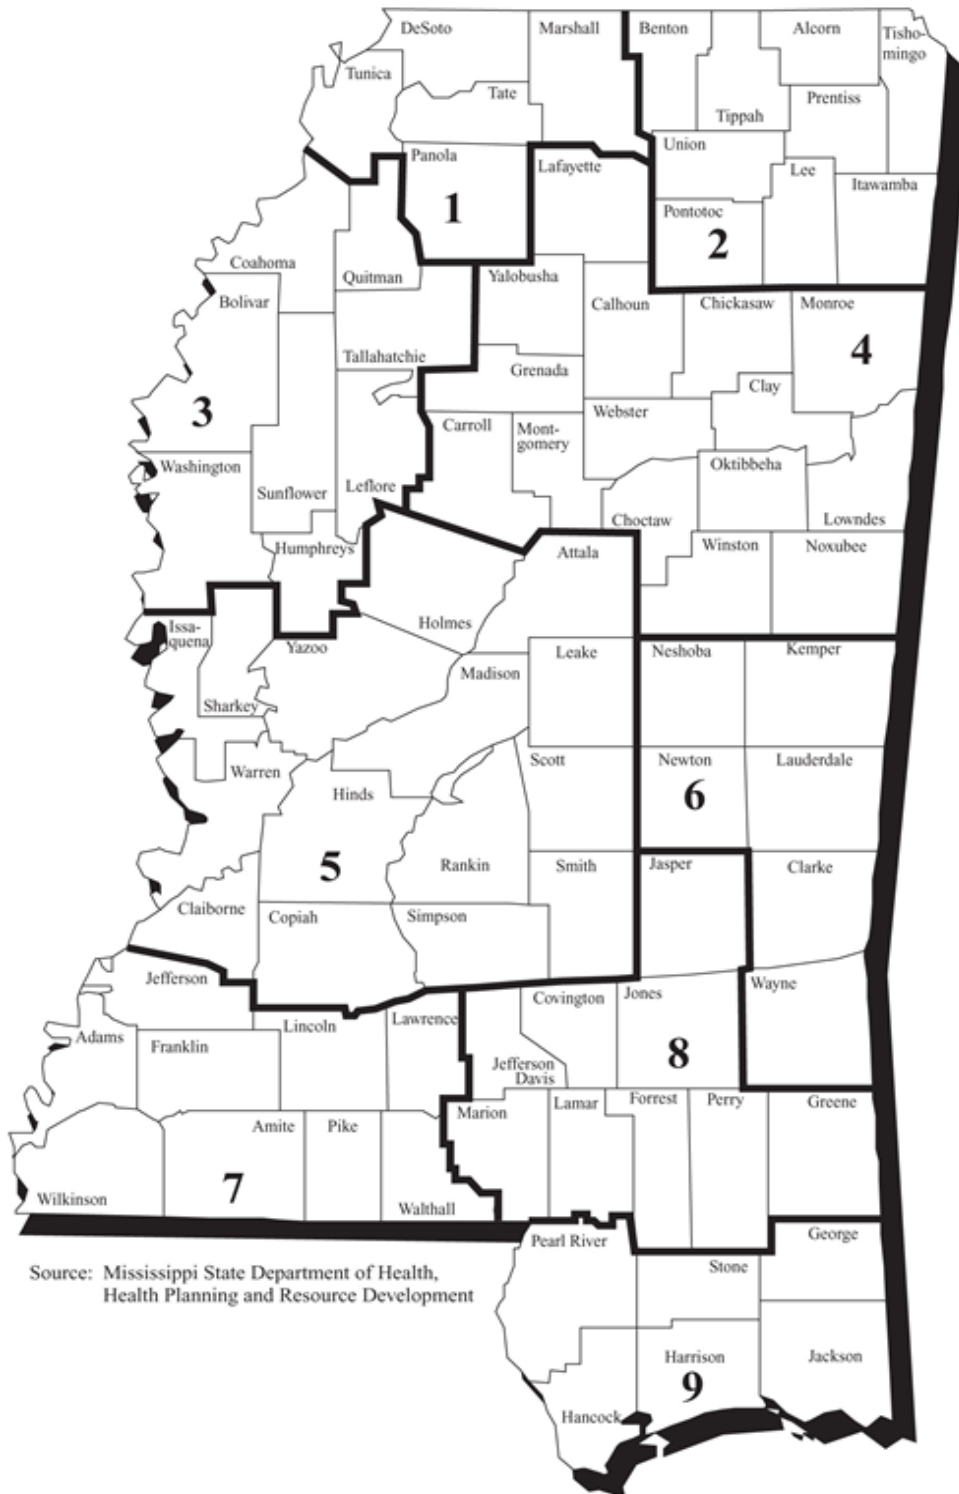 DeSoto
Marshall
Benton
Alcorn
Tisho-
mingo
Tunica
Tate
Prentiss
Tippah
Union
Panola
Lafayette
Lee
Itawamba
1
Pontotoc
2
Coahoma
Quitman
Yalobusha
Bolivar
Calhoun
Chickasaw
Monroe
4
Tallahatchie
Grenada
Clay
3
Carroll
Mont-
gomery
Webster
Washington
Oktibbeha
Sunflower
Leflore
Choctaw
Lowndes
Humphreys
Attala
Winston
Noxubee
Issa-
quena
Yazoo
Holmes
Leake
Neshoba
Kemper
Madison
Sharkey
Warren
Scott
Newton
Lauderdale
Hinds
6
5
Rankin
Smith
Jasper
Clarke
Claiborne
Copiah
Simpson
Jefferson
Wayne
Covington
Jones
Lincoln
Lawrence
Adams
Franklin
8
Jefferson
Davis
Marion
Lamar
Forrest
Perry
Greene
Amite
Pike
7
Wilkinson
Walthall
Pearl River
George
Stone
Source: Mississippi State Department of Health,
Health Planning and Resource Development
Harrison
Jackson
9
Hancock